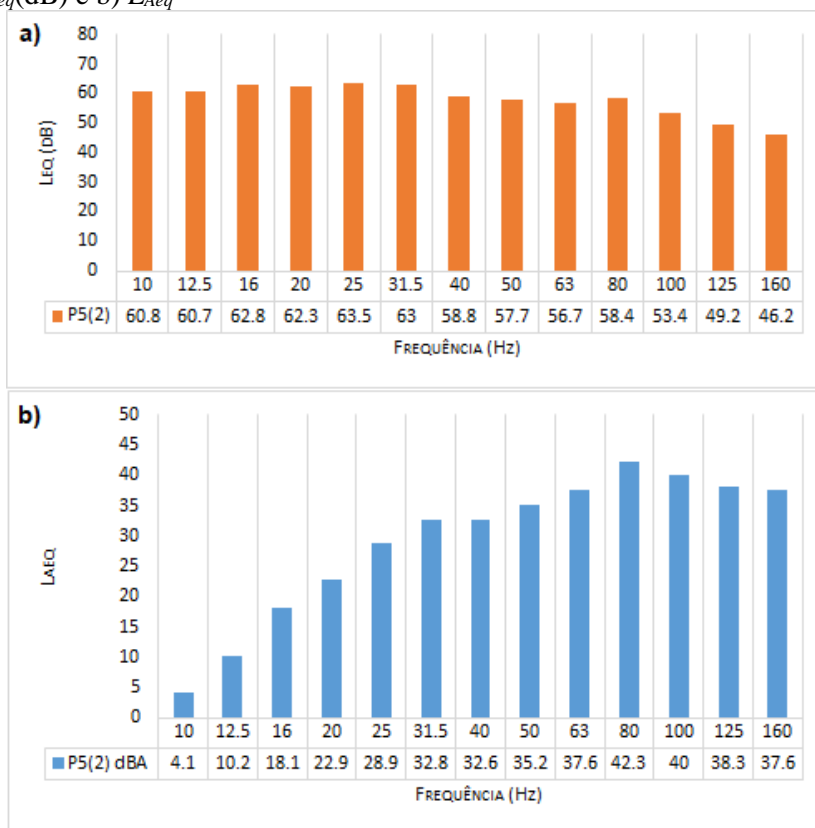 eq(dB) e b) LAeq
a)
80
70
60
50
40
30
20
10
0
LEQ (DB)
10 12.5 16 20 25 31.5 40 50 63 80 100 125 160
P5(2) 60.8 60.7 62.8 62.3 63.5 63 58.8 57.7 56.7 58.4 53.4 49.2 46.2
FREQUÊNCIA (Hz)
b)
50
45
40
35
30
25
20
15
10
5
0
LAEQ
10 12.5 16 20 25 31.5 40 50 63 80 100 125 160
P5(2) dBA 4.1 10.2 18.1 22.9 28.9 32.8 32.6 35.2 37.6 42.3 40 38.3 37.6
FREQUÊNCIA (Hz)